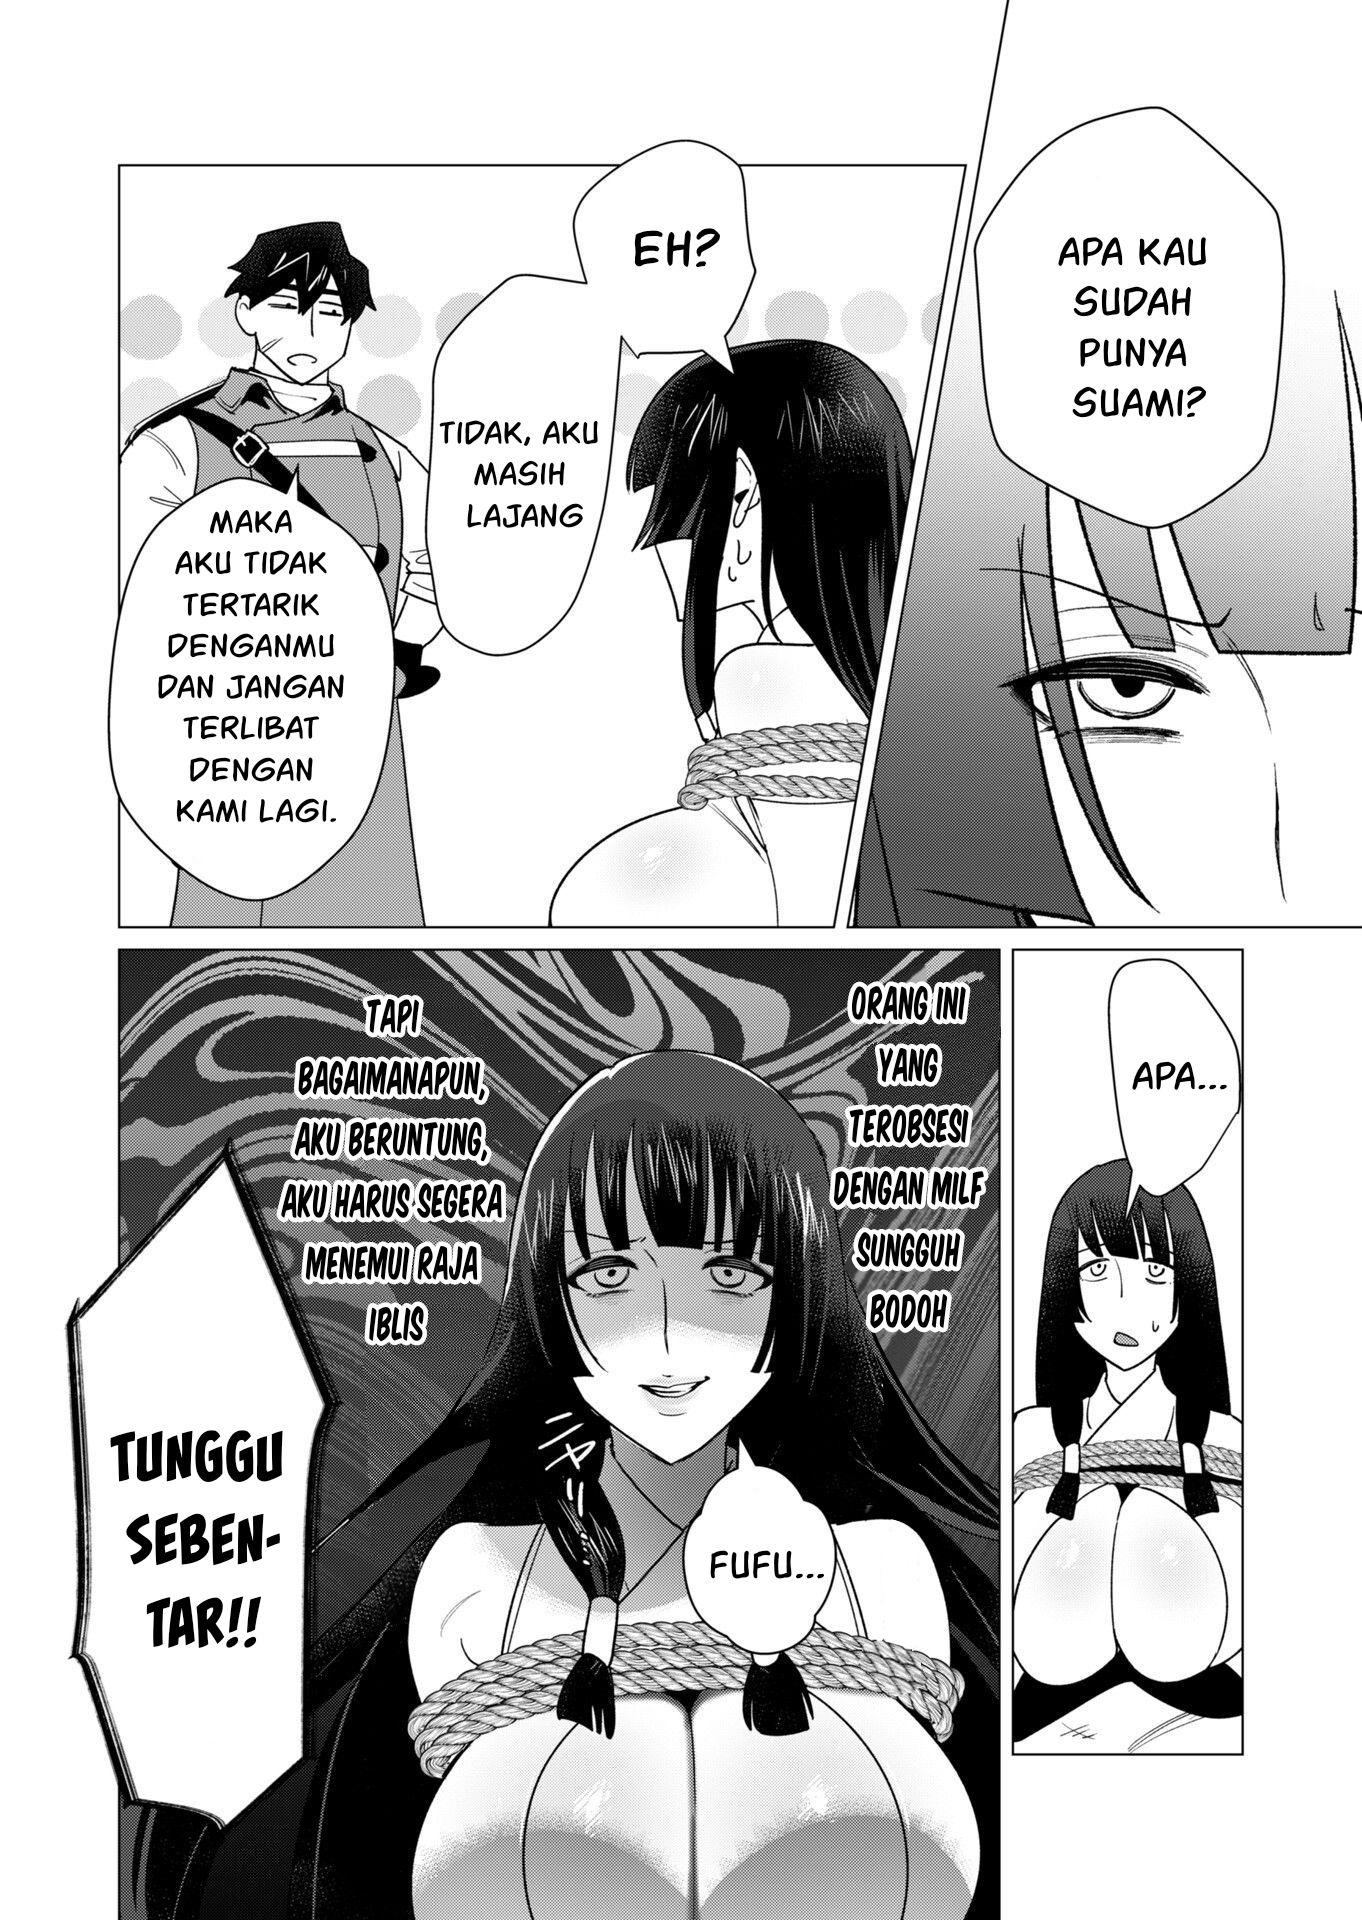 APA KAU
SUDAH
PUNYA
SUAMI?
EH?
TIDAK, AKU
MASIH
LAJANG
MAKA
AKU TIDAK
TERTARIK
DENGANMU
DAN JANGAN
TERLIBAT
DENGAN
KAMI LAGI.
APA...
ORANG INI
YANG
TEROBSESI
DENGAN MILF
SUNGGUH
BODOH
TAPI
BAGAIMANAPUN,
AKU BERUNTUNG,
AKU HARUS SEGERA
MENEMUI RAJA
IBLIS
ニヤ
FUFU...
TUNGGU
SEBEN-
TAR!!